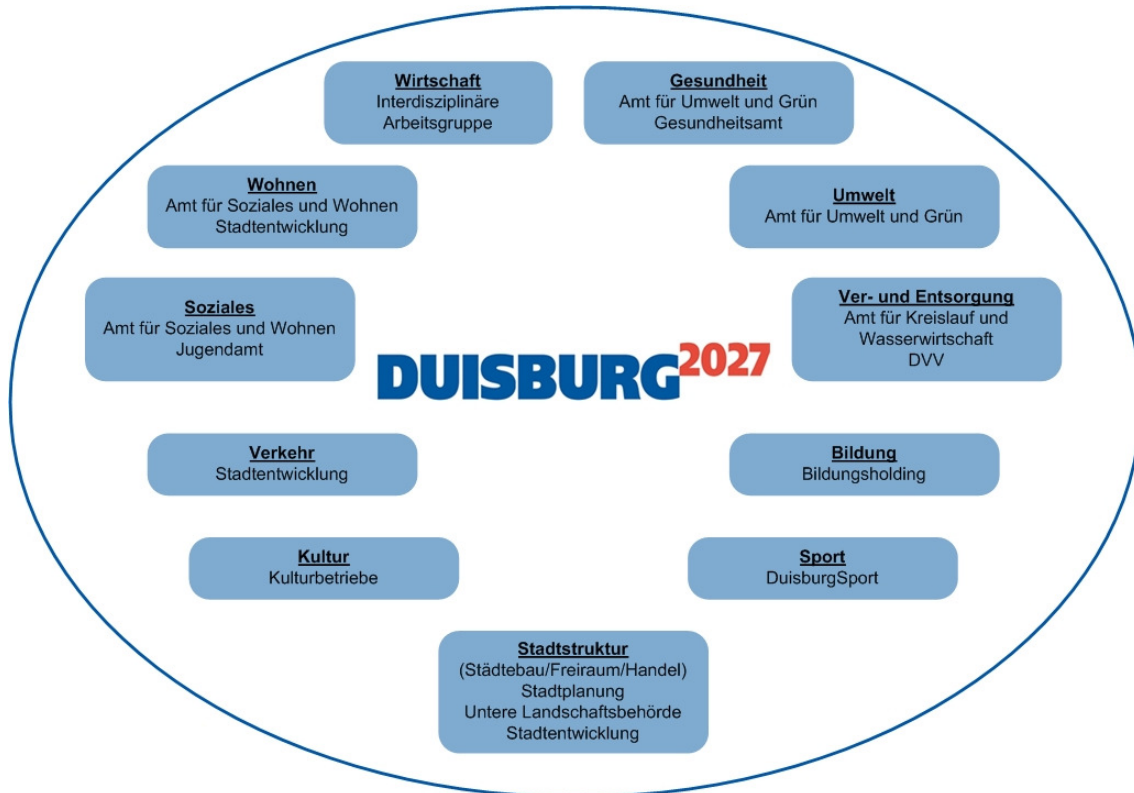 Wirtschaft
Interdisziplinäre
Arbeitsgruppe
Gesundheit
Amt für Umwelt und Grün
Gesundheitsamt
Wohnen
Amt für Soziales und Wohnen
Stadtentwicklung
Umwelt
Amt für Umwelt und Grün
Soziales
Amt für Soziales und Wohnen
Jugendamt
Ver- und Entsorgung
Amt für Kreislauf und
Wasserwirtschaft
DVV
DUISBURG2027
Verkehr
Stadtentwicklung
Bildung
Bildungsholding
Kultur
Kulturbetriebe
Sport
DuisburgSport
Stadtstruktur
(Städtebau/Freiraum/Handel)
Stadtplanung
Untere Landschaftsbehörde
Stadtentwicklung